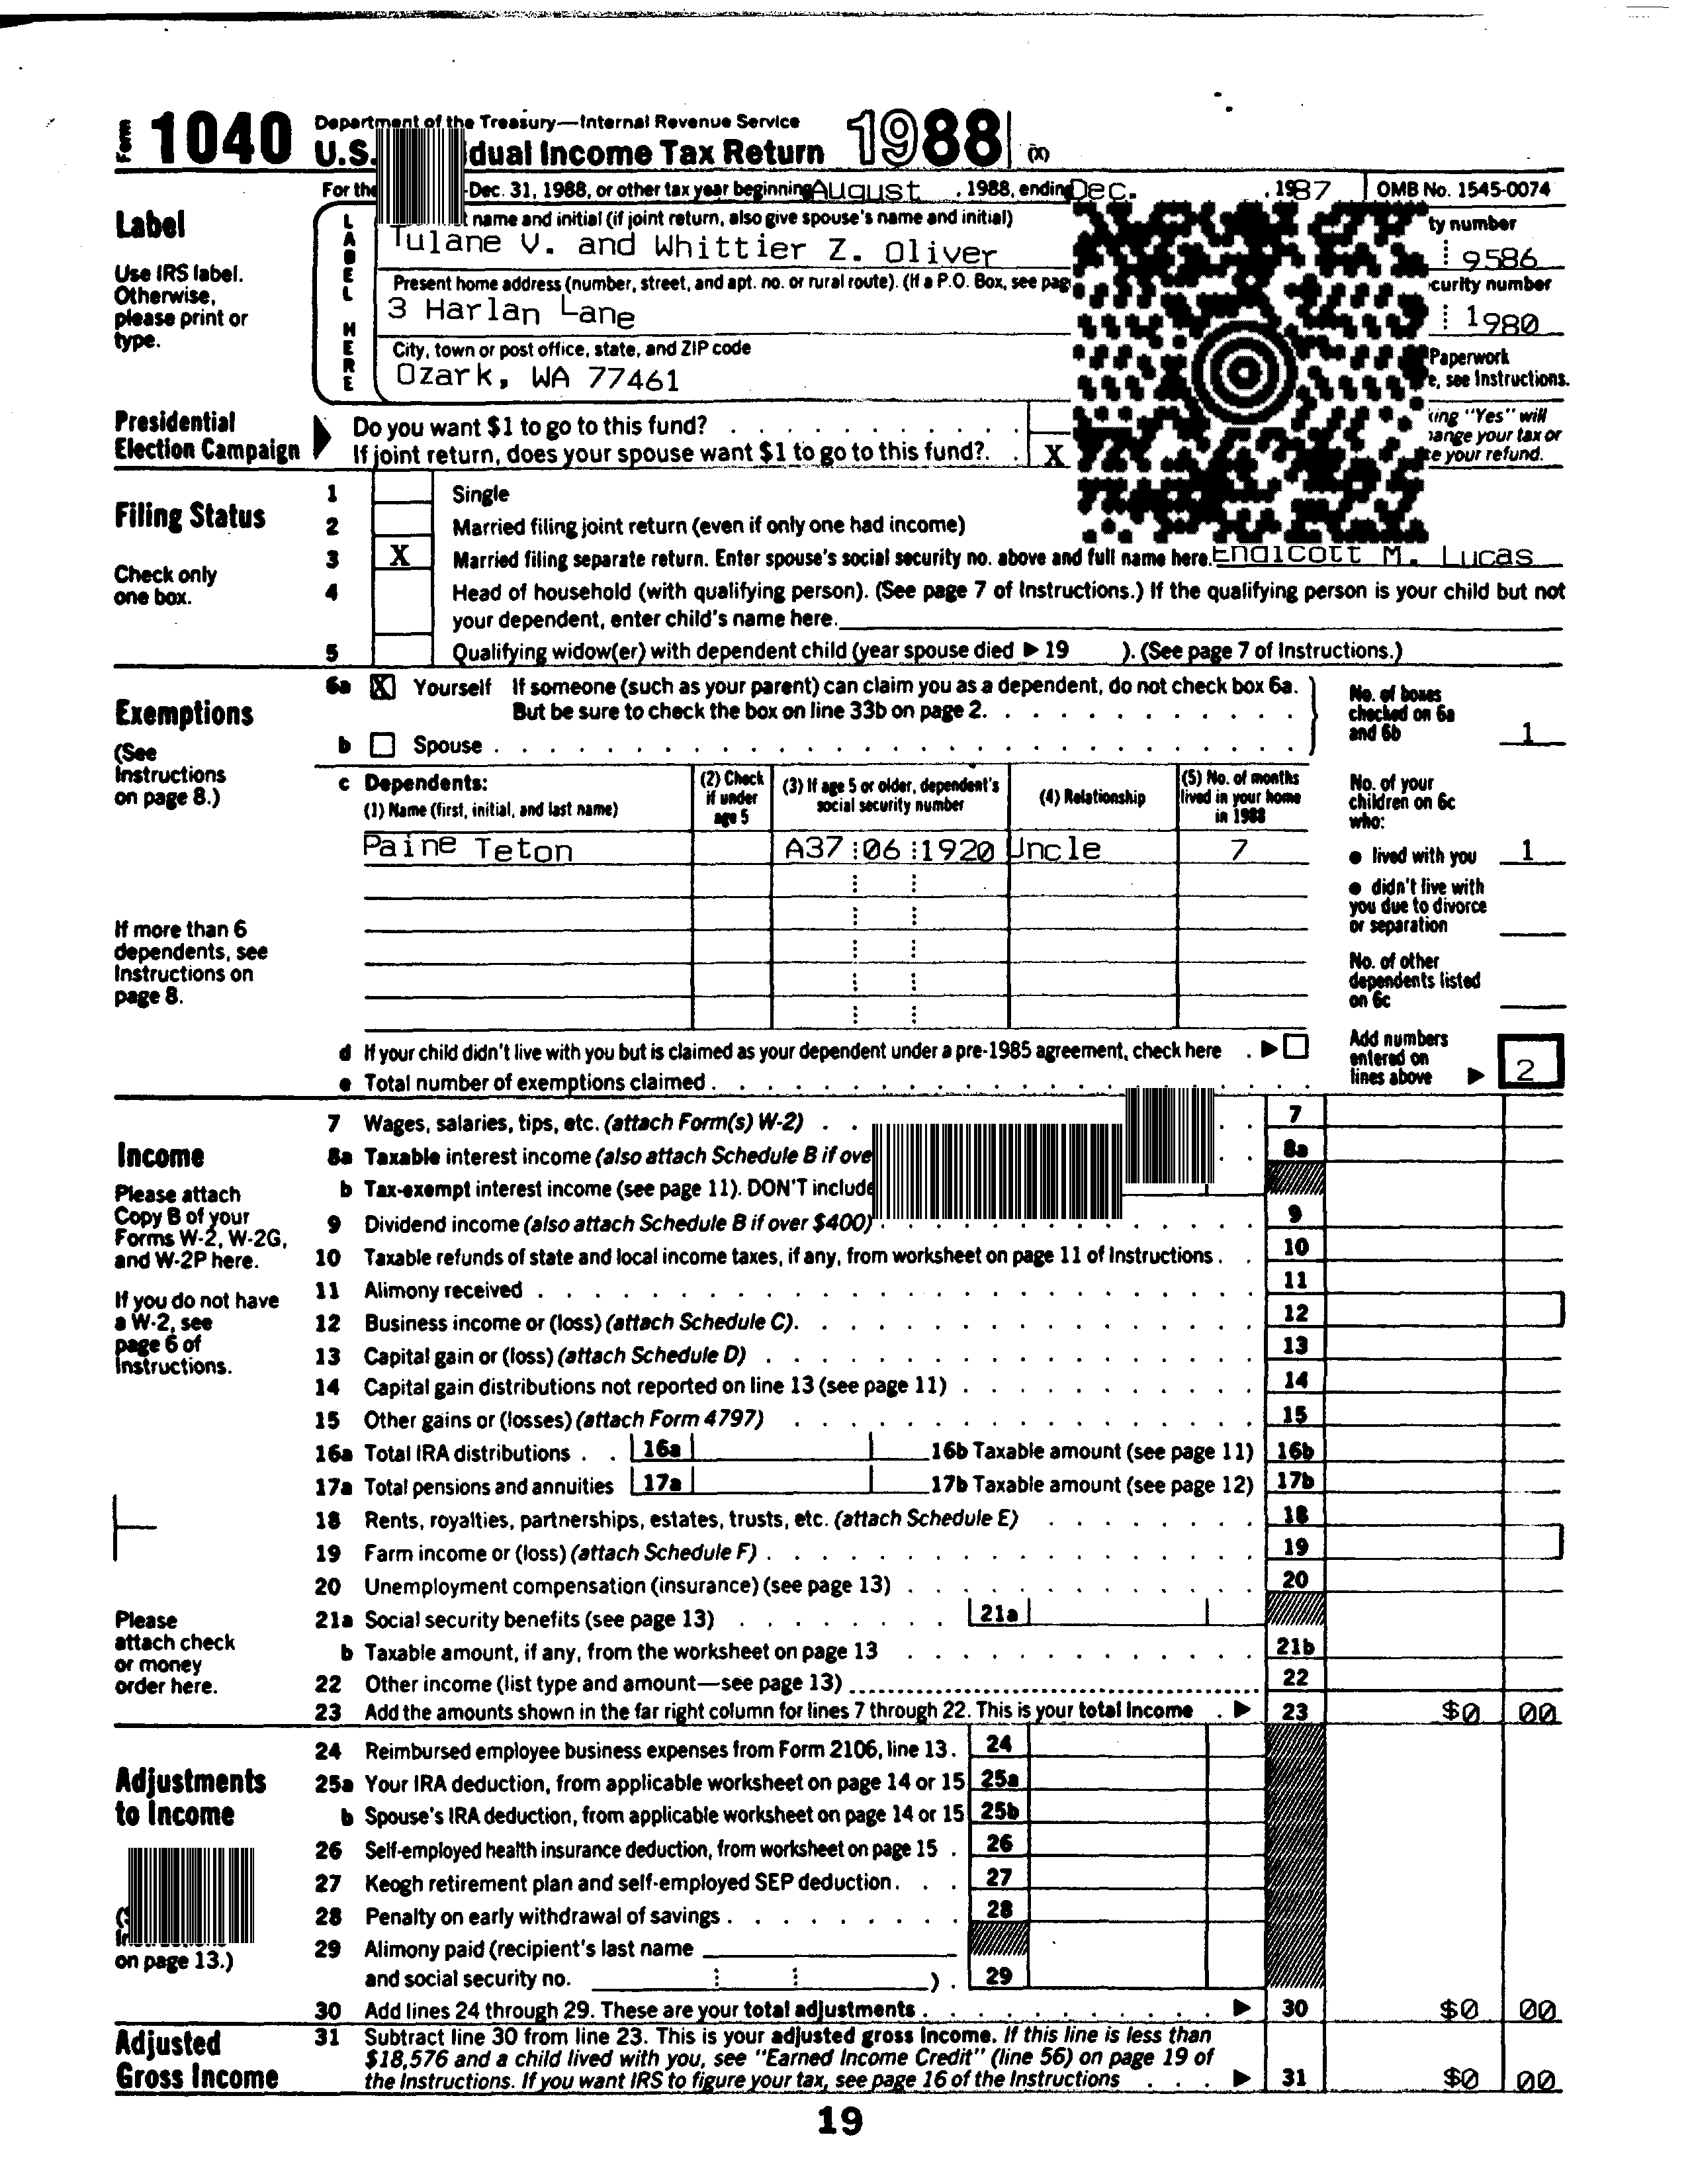 Form 1040 Department of the Treasury—Internal Revenue Service
U.S. dual Income Tax Return 1988 (X)
For the -Dec. 31, 1988, or other tax year beginning August , 1988, ending Dec. , 1987 OMB No. 1545-0074
Label
Use IRS label.
Otherwise,
please print or
type.
LABEL HERE
name and initial (if joint return, also give spouse's name and initial)
Tulane V. and Whittier Z. Oliver
ty number
9586
Present home address (number, street, and apt. no. or rural route). (If a P.O. Box, see
curity number
3 Harlan Lane
1980
City, town or post office, state, and ZIP code
Ozark, WA 77461
Paperwork
e, see Instructions.
Presidential
Election Campaign
Do you want $1 to go to this fund?
If joint return, does your spouse want $1 to go to this fund? X
king "Yes" will
ange your tax or
e your refund.
Filing Status
Check only
one box.
1 Single
2 Married filing joint return (even if only one had income)
3 X Married filing separate return. Enter spouse's social security no. above and full name here. Endicott M. Lucas
4 Head of household (with qualifying person). (See page 7 of Instructions.) If the qualifying person is your child but not
your dependent, enter child's name here.
5 Qualifying widow(er) with dependent child (year spouse died ▶ 19 ). (See page 7 of Instructions.)
Exemptions
(See
Instructions
on page 8.)
6a X Yourself If someone (such as your parent) can claim you as a dependent, do not check box 6a.
But be sure to check the box on line 33b on page 2.
b Spouse
No. of boxes
checked on 6a
and 6b 1
c Dependents:
(1) Name (first, initial, and last name)
(2) Check
if under
age 5
(3) If age 5 or older, dependent's
social security number
(4) Relationship
(5) No. of months
lived in your home
in 1988
Paine Teton A37 06 1920 Uncle 7
No. of your
children on 6c
who:
● lived with you 1
● didn't live with
you due to divorce
or separation
No. of other
dependents listed
on 6c
If more than 6
dependents, see
Instructions on
page 8.
d If your child didn't live with you but is claimed as your dependent under a pre-1985 agreement, check here ▶
e Total number of exemptions claimed
Add numbers
entered on
lines above ▶ 2
Income
Please attach
Copy B of your
Forms W-2, W-2G,
and W-2P here.
If you do not have
a W-2, see
page 6 of
Instructions.
Please
attach check
or money
order here.
7 Wages, salaries, tips, etc. (attach Form(s) W-2) 7
8a Taxable interest income (also attach Schedule B if ove 8a
b Tax-exempt interest income (see page 11). DON'T include
9 Dividend income (also attach Schedule B if over $400) 9
10 Taxable refunds of state and local income taxes, if any, from worksheet on page 11 of Instructions 10
11 Alimony received 11
12 Business income or (loss) (attach Schedule C) 12
13 Capital gain or (loss) (attach Schedule D) 13
14 Capital gain distributions not reported on line 13 (see page 11) 14
15 Other gains or (losses) (attach Form 4797) 15
16a Total IRA distributions 16a 16b Taxable amount (see page 11) 16b
17a Total pensions and annuities 17a 17b Taxable amount (see page 12) 17b
18 Rents, royalties, partnerships, estates, trusts, etc. (attach Schedule E) 18
19 Farm income or (loss) (attach Schedule F) 19
20 Unemployment compensation (insurance) (see page 13) 20
21a Social security benefits (see page 13) 21a
b Taxable amount, if any, from the worksheet on page 13 21b
22 Other income (list type and amount—see page 13) 22
23 Add the amounts shown in the far right column for lines 7 through 22. This is your total income ▶ 23 $0 00
Adjustments
to Income
on page 13.)
24 Reimbursed employee business expenses from Form 2106, line 13. 24
25a Your IRA deduction, from applicable worksheet on page 14 or 15 25a
b Spouse's IRA deduction, from applicable worksheet on page 14 or 15 25b
26 Self-employed health insurance deduction, from worksheet on page 15 26
27 Keogh retirement plan and self-employed SEP deduction 27
28 Penalty on early withdrawal of savings 28
29 Alimony paid (recipient's last name
and social security no. ) 29
30 Add lines 24 through 29. These are your total adjustments ▶ 30 $0 00
Adjusted
Gross Income
31 Subtract line 30 from line 23. This is your adjusted gross income. If this line is less than
$18,576 and a child lived with you, see "Earned Income Credit" (line 56) on page 19 of
the Instructions. If you want IRS to figure your tax, see page 16 of the Instructions ▶ 31 $0 00
19